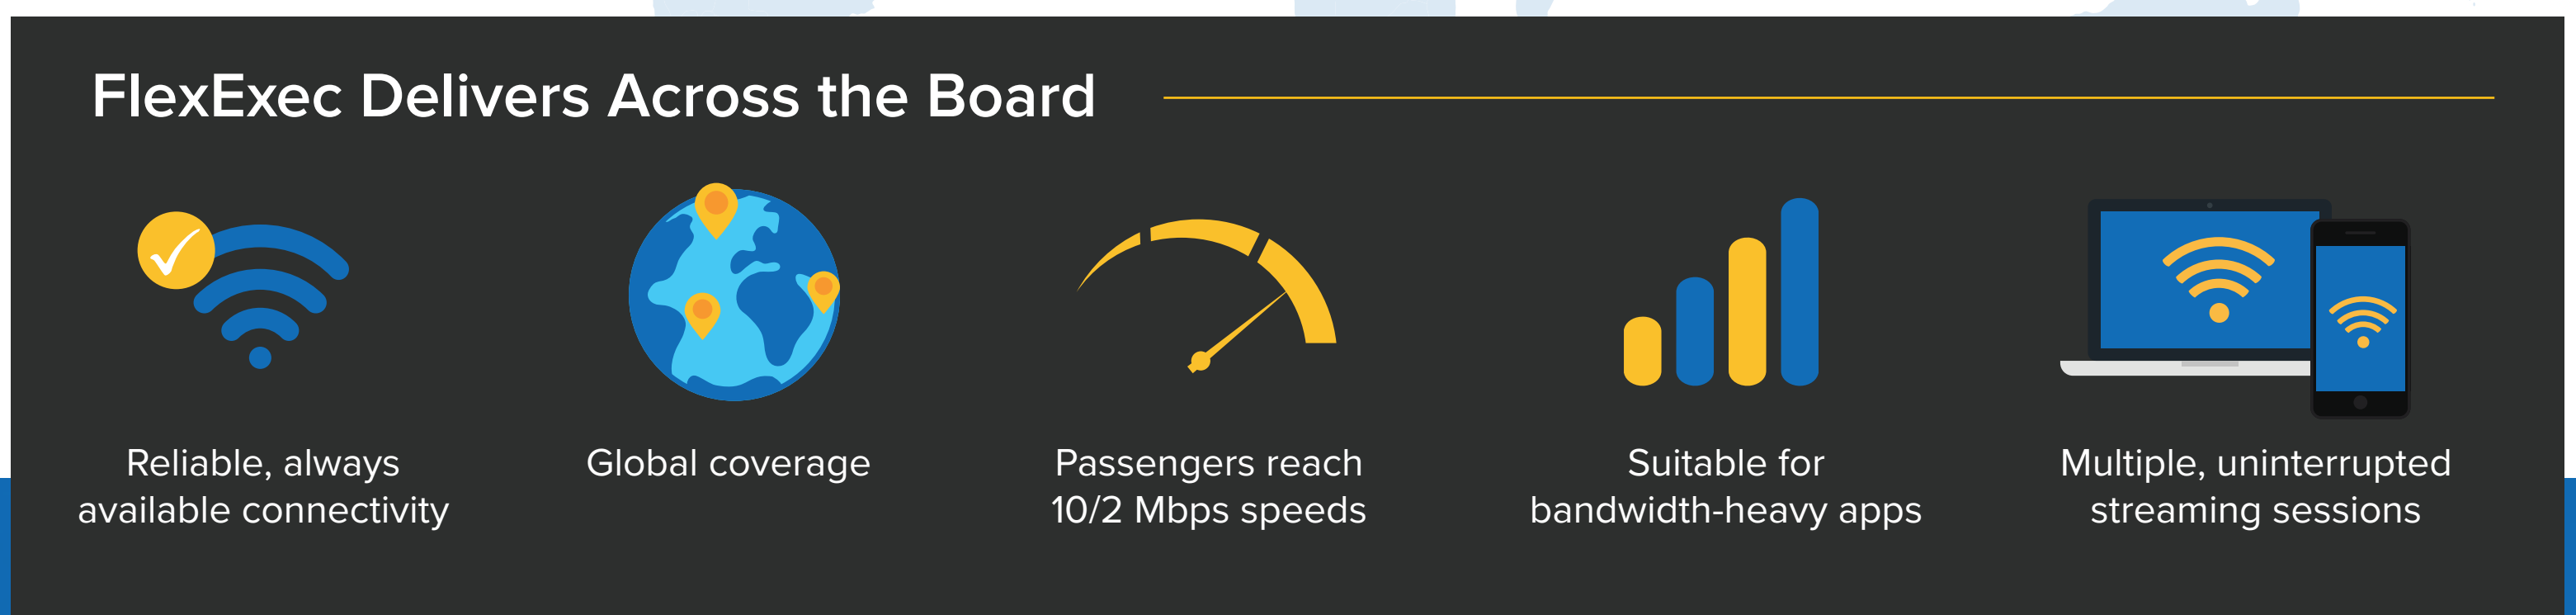 FlexExec Delivers Across the Board
Reliable, always
available connectivity
Global coverage
Passengers reach
10/2 Mbps speeds
Suitable for
bandwidth-heavy apps
Multiple, uninterrupted
streaming sessions